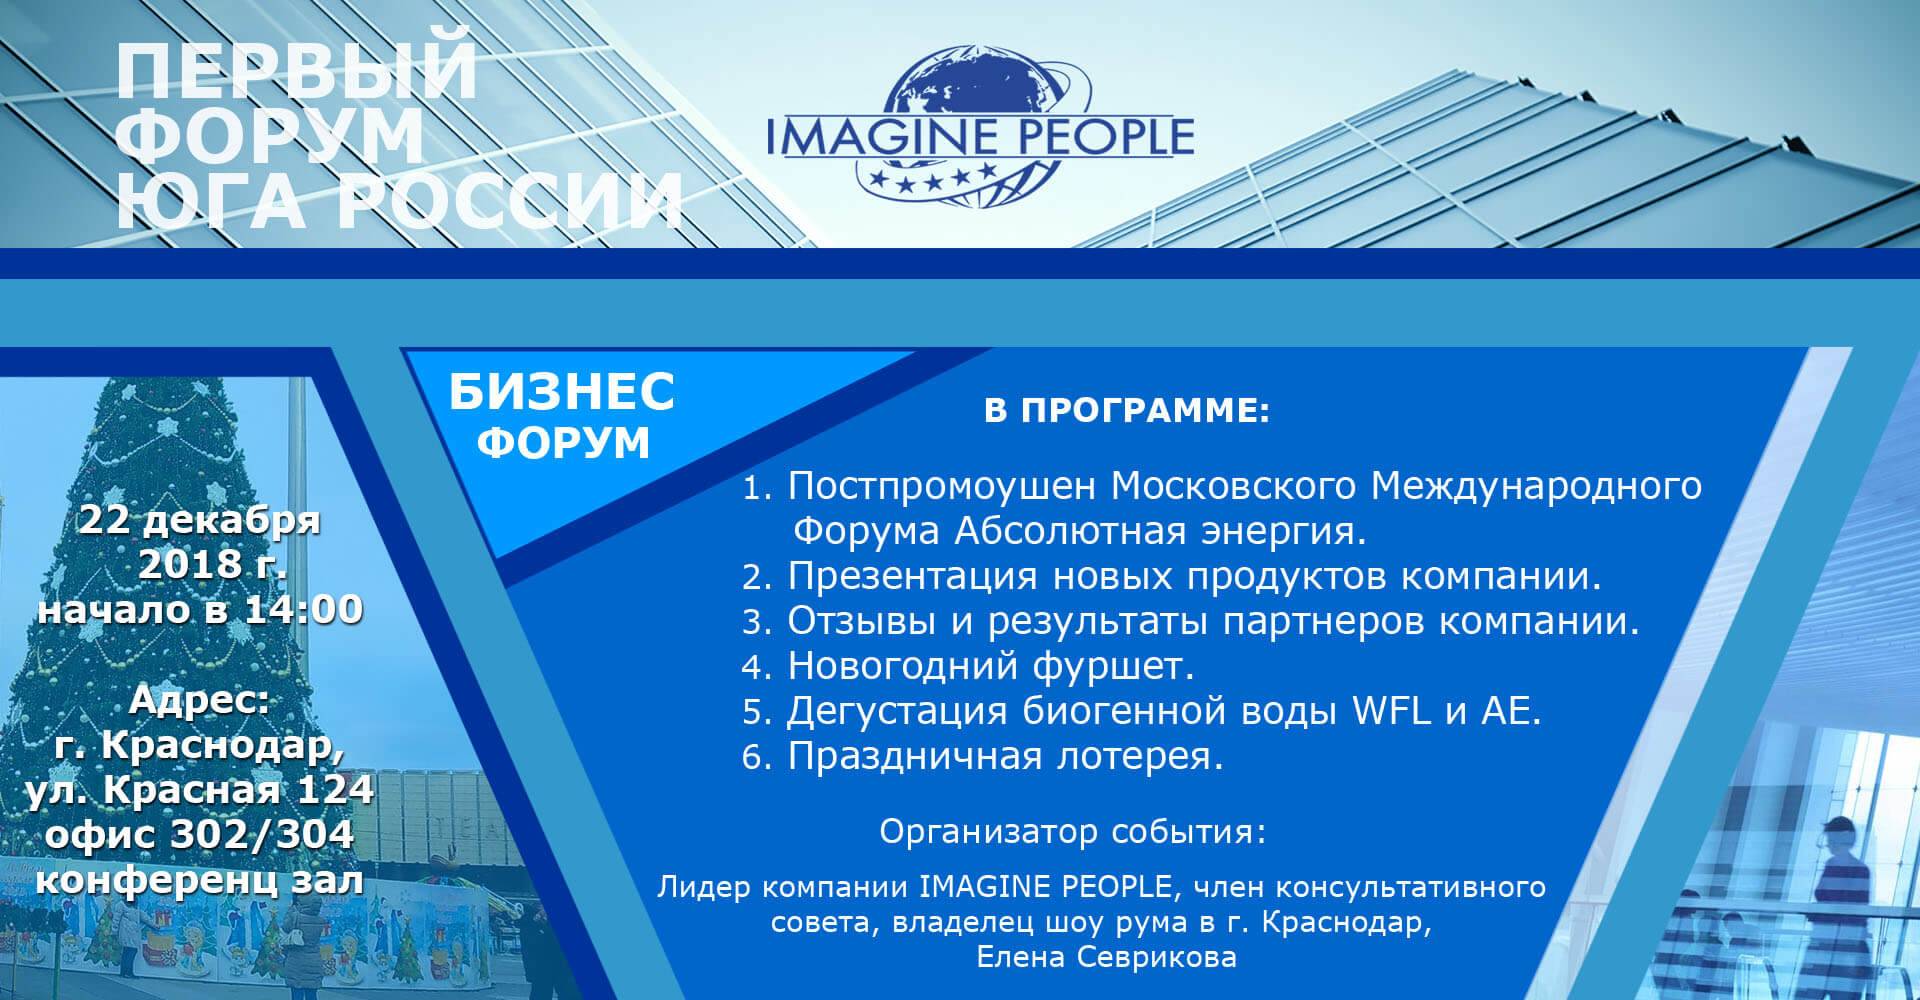 ПЕРВЫЙ
ФОРУМ
ЮГА РОССИИ
IMAGINE PEOPLE
БИЗНЕС
ФОРУМ
22 декабря
2018 г.
начало в 14:00
Адрес:
г. Краснодар,
ул. Красная 124
офис 302/304
конференц зал
В ПРОГРАММЕ:
1. Постпромоушен Московского Международного
Форума Абсолютная энергия.
2. Презентация новых продуктов компании.
3. Отзывы и результаты партнеров компании.
4. Новогодний фуршет.
5. Дегустация биогенной воды WFL и АЕ.
6. Праздничная лотерея.
Организатор события:
Лидер компании IMAGINE PEOPLE, член консультативного
совета, владелец шоу рума в г. Краснодар,
Елена Севрикова